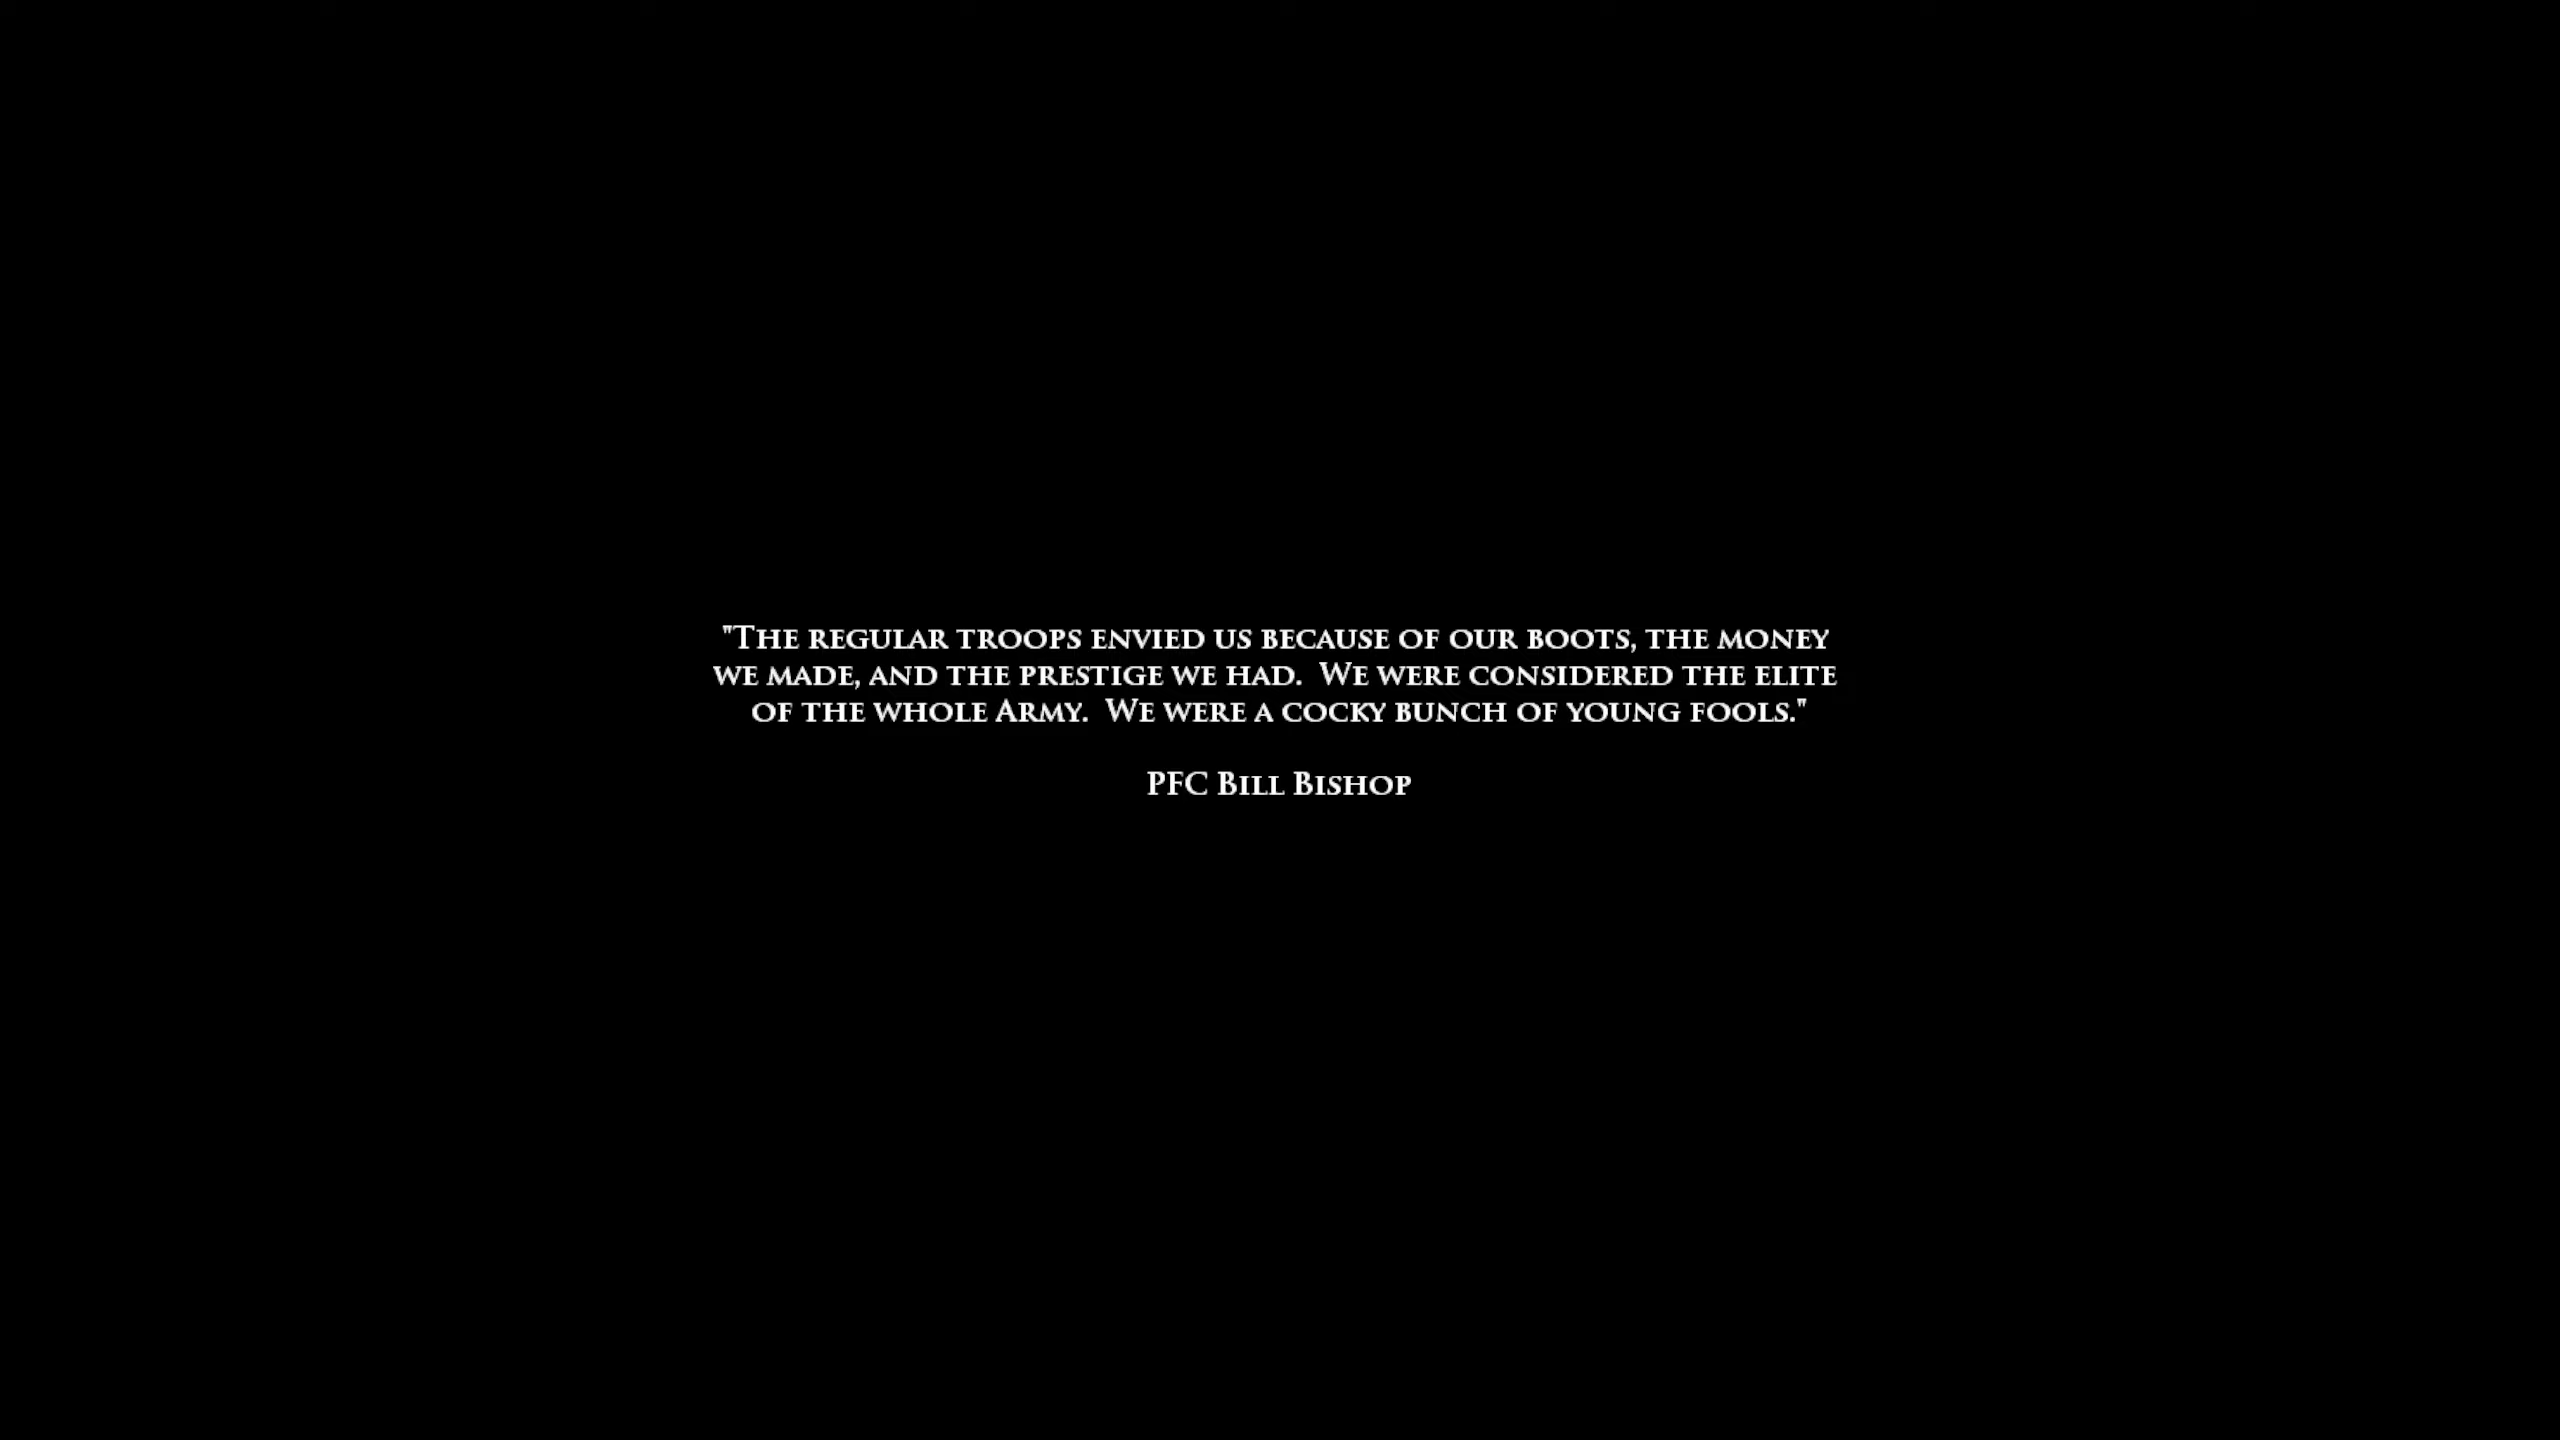 "The regular troops envied us because of our boots, the money
we made, and the prestige we had.  We were considered the elite
of the whole Army.  We were a cocky bunch of young fools."
PFC Bill Bishop